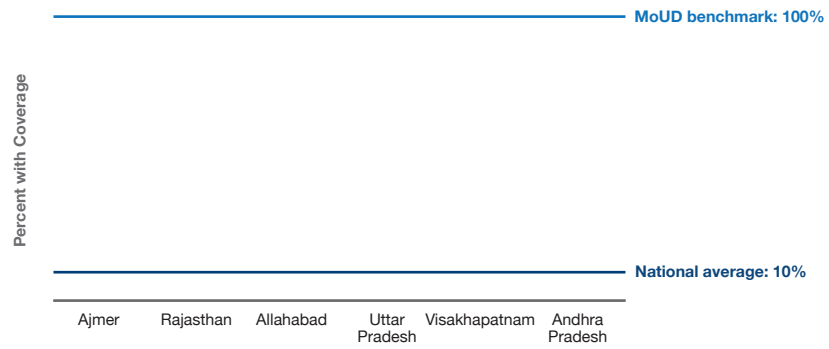 MoUD benchmark: 100%
Percent with Coverage
National average: 10%
Ajmer Rajasthan Allahabad Uttar Pradesh Visakhapatnam Andhra Pradesh